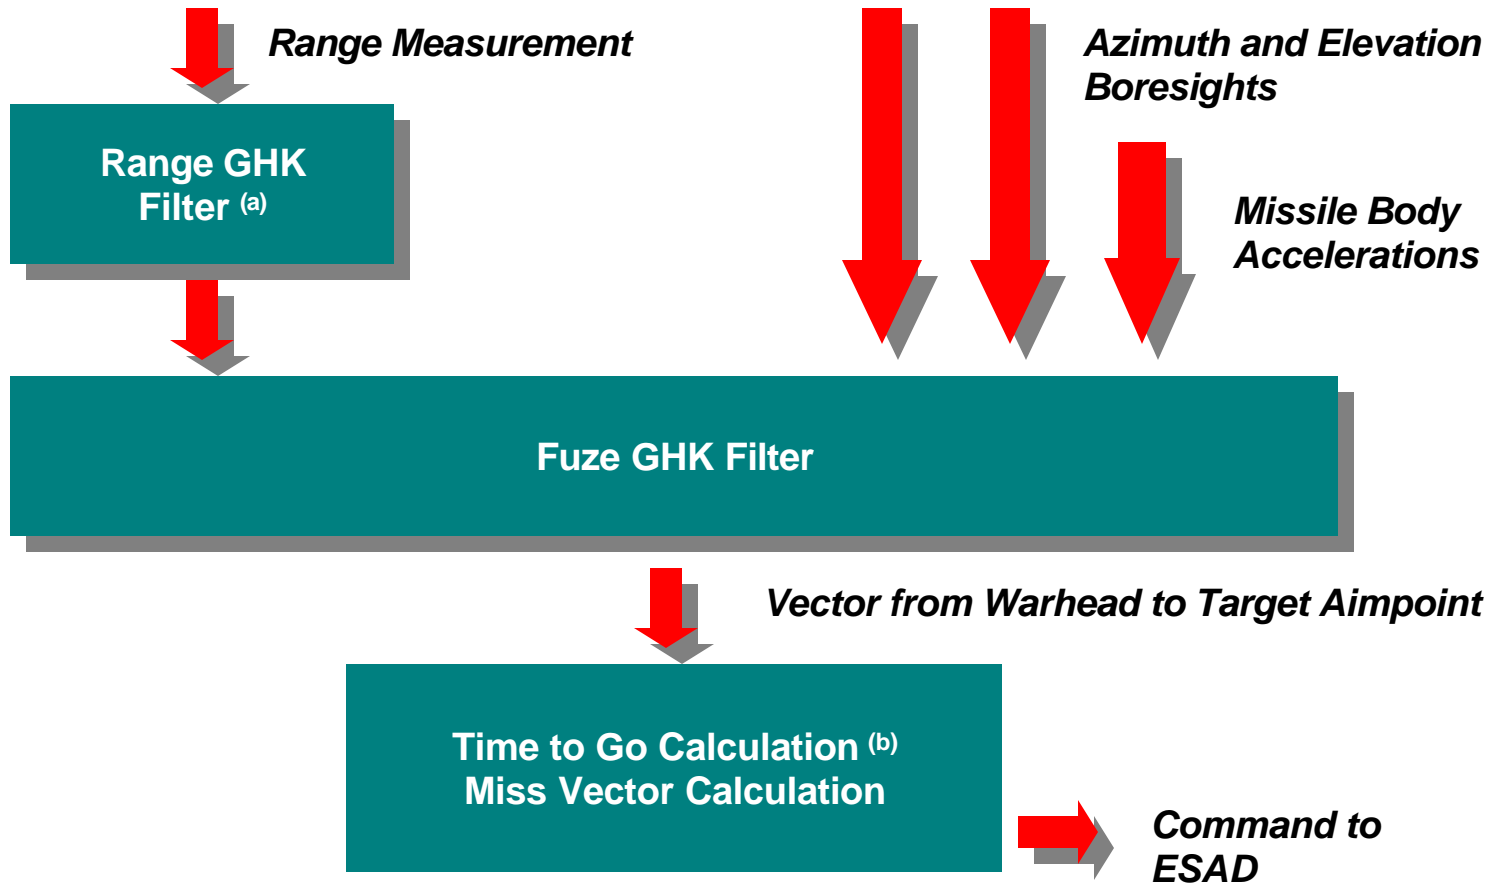 Range Measurement
Azimuth and Elevation
Boresights
Range GHK
Filter (a)
Missile Body
Accelerations
Fuze GHK Filter
Vector from Warhead to Target Aimpoint
Time to Go Calculation (b)
Miss Vector Calculation
Command to
ESAD